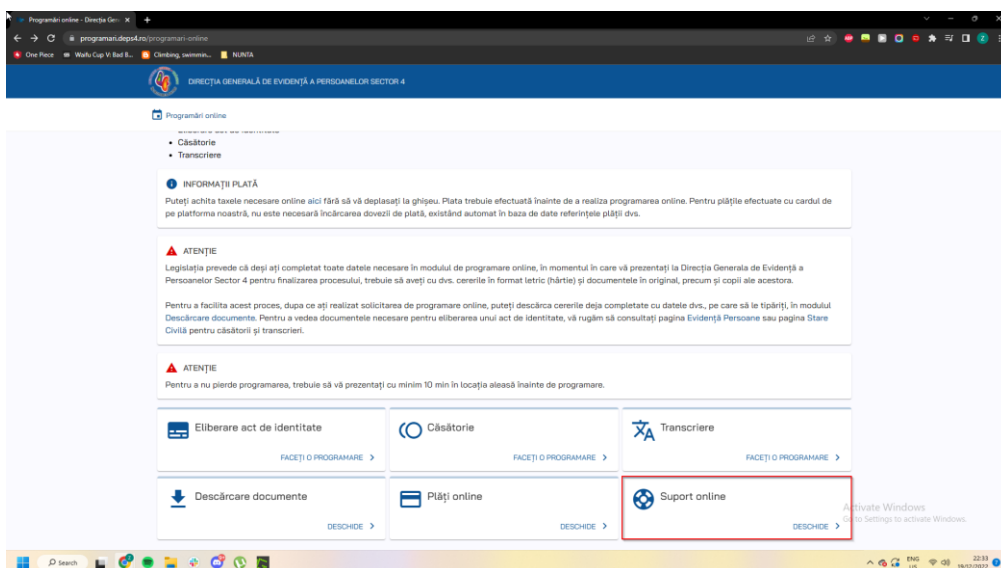 Programări online - Direcția Gen
programari.deps4.ro/programari-online
One Piece
Waifu Cup V: Bad B...
Climbing, swimmin...
NUNTA
DIRECȚIA GENERALĂ DE EVIDENȚĂ A PERSOANELOR SECTOR 4
Programări online
Căsătorie
Transcriere
INFORMAȚII PLATĂ
Puteți achita taxele necesare online aici fără să vă deplasați la ghișeu. Plata trebuie efectuată înainte de a realiza programarea online. Pentru plățile efectuate cu cardul de
pe platforma noastră, nu este necesară încărcarea dovezii de plată, existând automat în baza de date referințele plății dvs.
ATENȚIE
Legislația prevede că deși ați completat toate datele necesare în modulul de programare online, în momentul în care vă prezentați la Direcția Generala de Evidență a
Persoanelor Sector 4 pentru finalizarea procesului, trebuie să aveți cu dvs. cererile în format letric (hârtie) și documentele în original, precum și copii ale acestora.
Pentru a facilita acest proces, dupa ce ați realizat solicitarea de programare online, puteți descărca cererile deja completate cu datele dvs., pe care să le tipăriți, în modulul
Descărcare documente. Pentru a vedea documentele necesare pentru eliberarea unui act de identitate, vă rugăm să consultați pagina Evidență Persoane sau pagina Stare
Civilă pentru căsătorii și transcrieri.
ATENȚIE
Pentru a nu pierde programarea, trebuie să vă prezentați cu minim 10 min în locația aleasă înainte de programare.
Eliberare act de identitate
FACEȚI O PROGRAMARE
Căsătorie
FACEȚI O PROGRAMARE
Transcriere
FACEȚI O PROGRAMARE
Descărcare documente
DESCHIDE
Plăți online
DESCHIDE
Suport online
DESCHIDE
Activate Windows
Go to Settings to activate Windows.
Search
ENG
US
22:33
19/12/2022